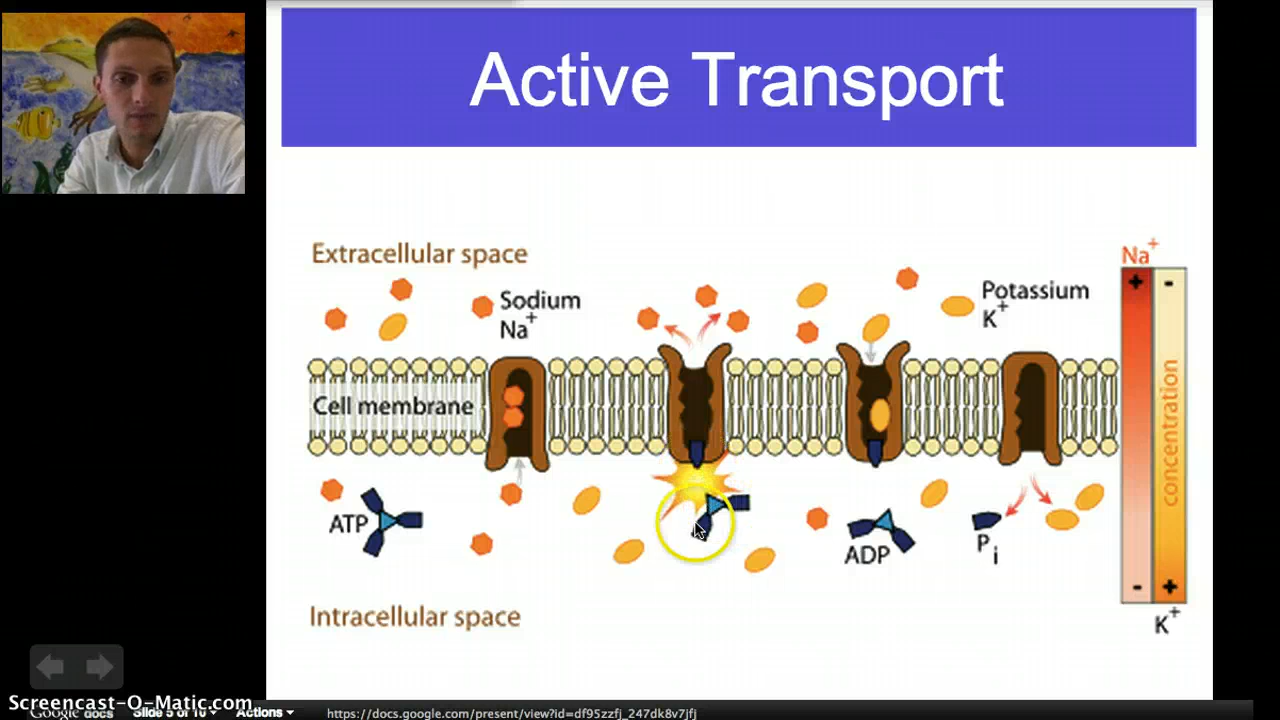 Active Transport
Extracellular space
Na+
+ -
Sodium
Na+
Potassium
K+
Cell membrane
concentration
ATP
ADP
Pi
- +
Intracellular space
K+
Screencast-O-Matic.com
Google docs Slide 5 of 10 Actions https://docs.google.com/present/view?id=df95zzfj_247dk8v7jfj